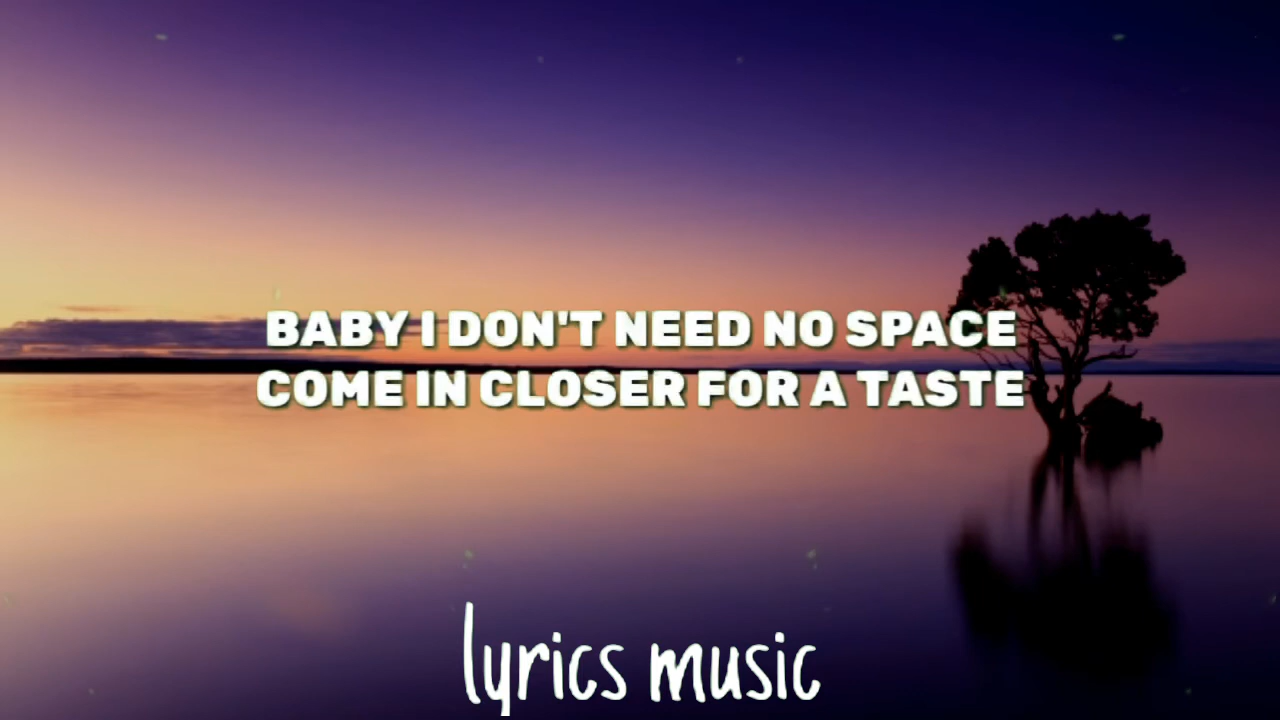 BABY I DON'T NEED NO SPACE
COME IN CLOSER FOR A TASTE
lyrics music